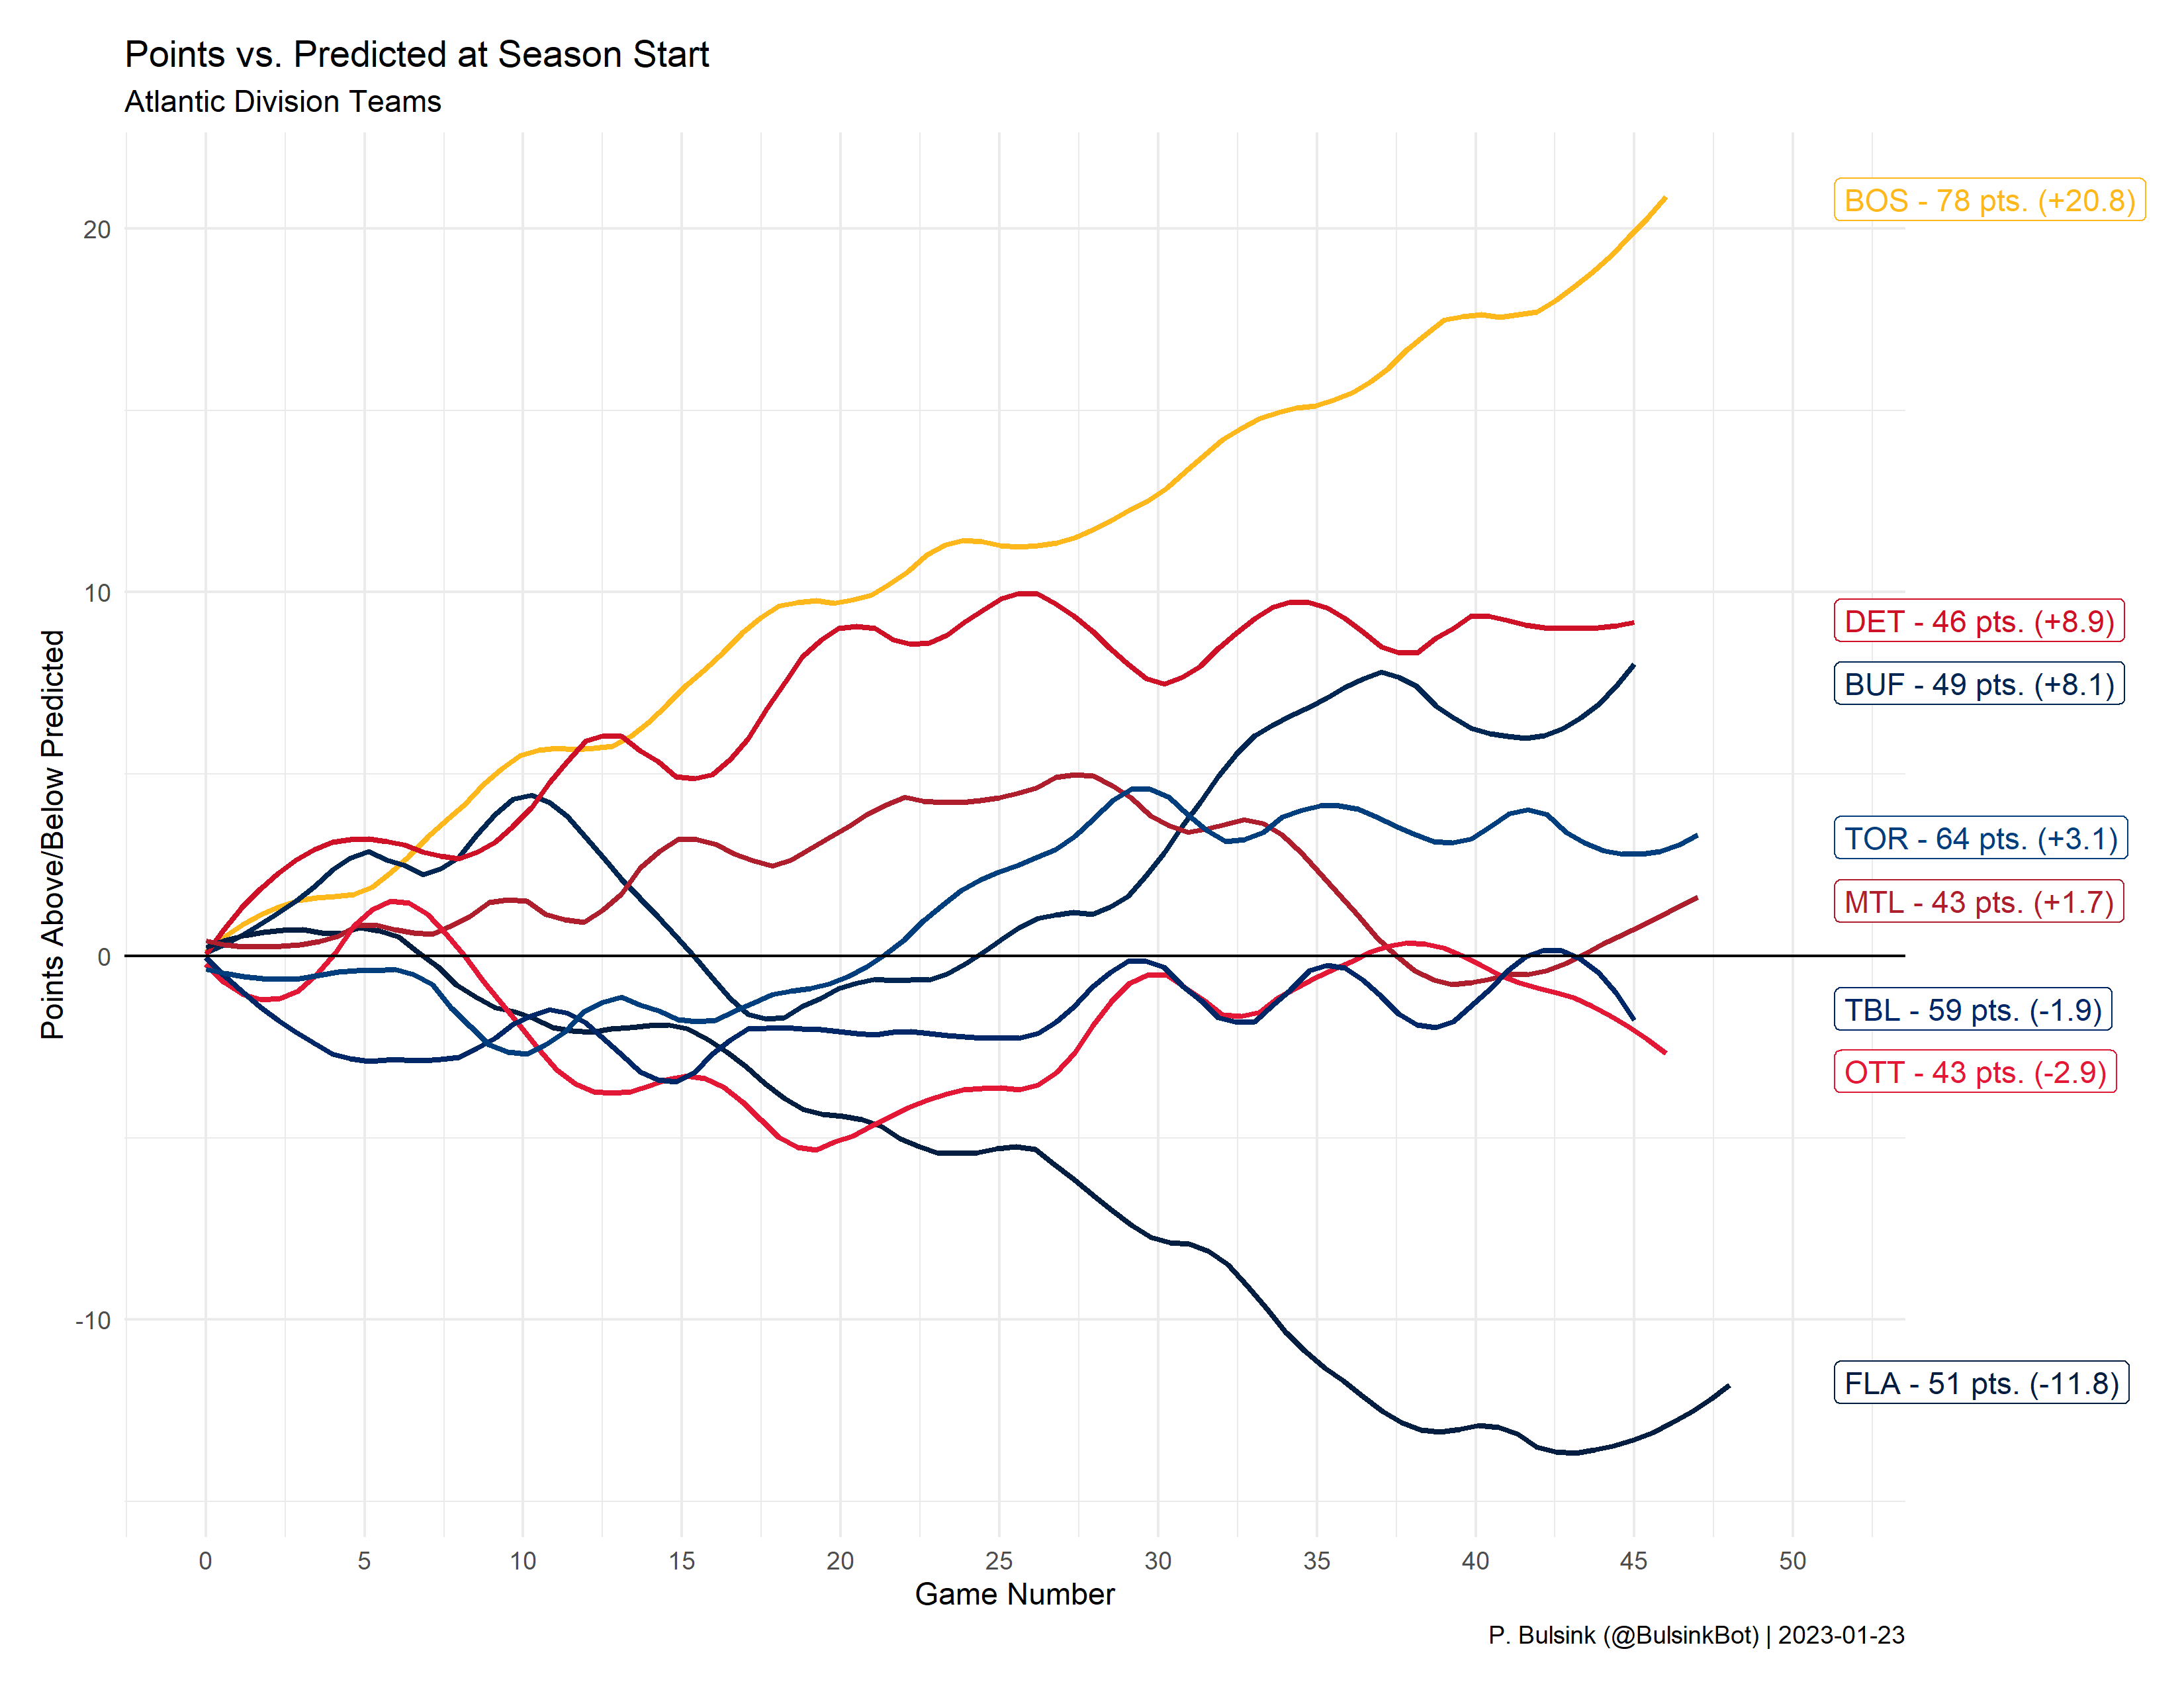 Points vs. Predicted at Season Start
Atlantic Division Teams
Points Above/Below Predicted
20
10
0
-10
BOS - 78 pts. (+20.8)
DET - 46 pts. (+8.9)
BUF - 49 pts. (+8.1)
TOR - 64 pts. (+3.1)
MTL - 43 pts. (+1.7)
TBL - 59 pts. (-1.9)
OTT - 43 pts. (-2.9)
FLA - 51 pts. (-11.8)
0 5 10 15 20 25 30 35 40 45 50
Game Number
P. Bulsink (@BulsinkBot) | 2023-01-23